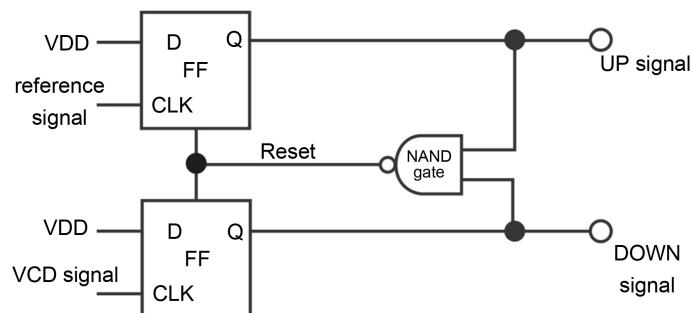 VDD
D
Q
FF
UP signal
reference
signal
CLK
Reset
NAND
gate
VDD
D
Q
FF
DOWN
signal
VCD signal
CLK